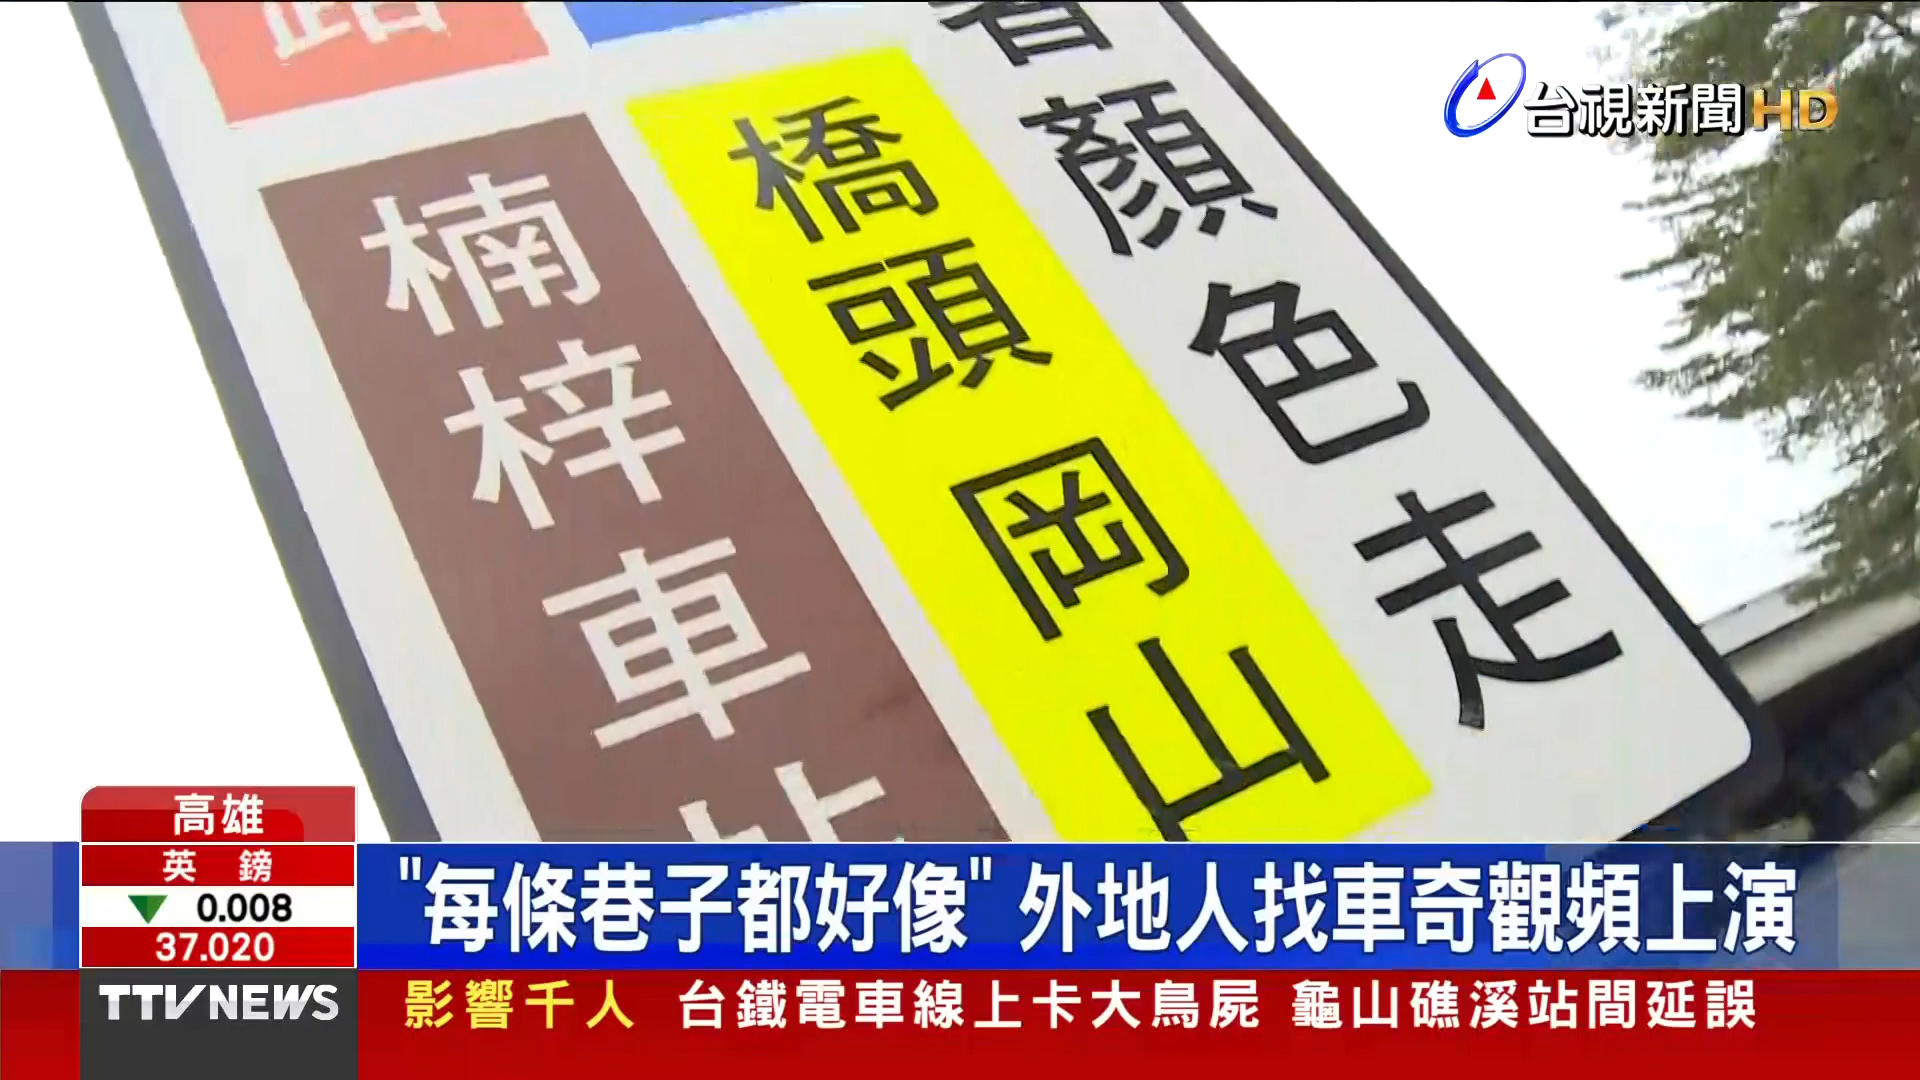 台視新聞HD
顏色走
橋頭 岡山
楠梓車站
路
高雄
英 鎊
0.008
37.020
"每條巷子都好像" 外地人找車奇觀頻上演
TTV NEWS
影響千人 台鐵電車線上卡大鳥屍 龜山礁溪站間延誤